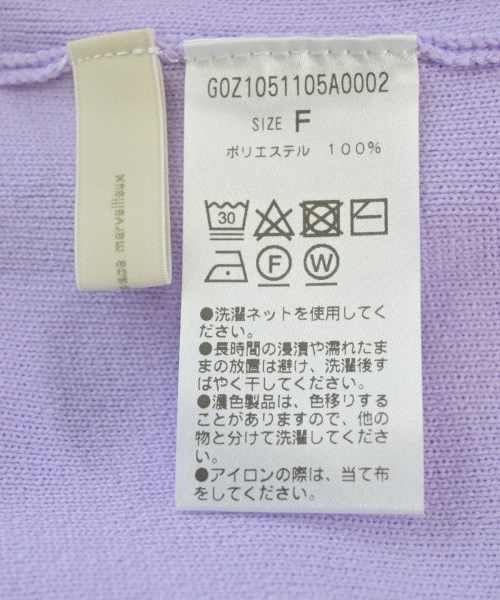 marveilleux
GOZ1051105A0002
SIZE F
ポリエステル 100%
30
F W
●洗濯ネットを使用してく
ださい。
●長時間の浸漬や濡れたま
まの放置は避け、洗濯後す
ばやく干してください。
●濃色製品は、色移りする
ことがありますので、他の
物と分けて洗濯してくださ
い。
●アイロンの際は、当て布
をしてください。